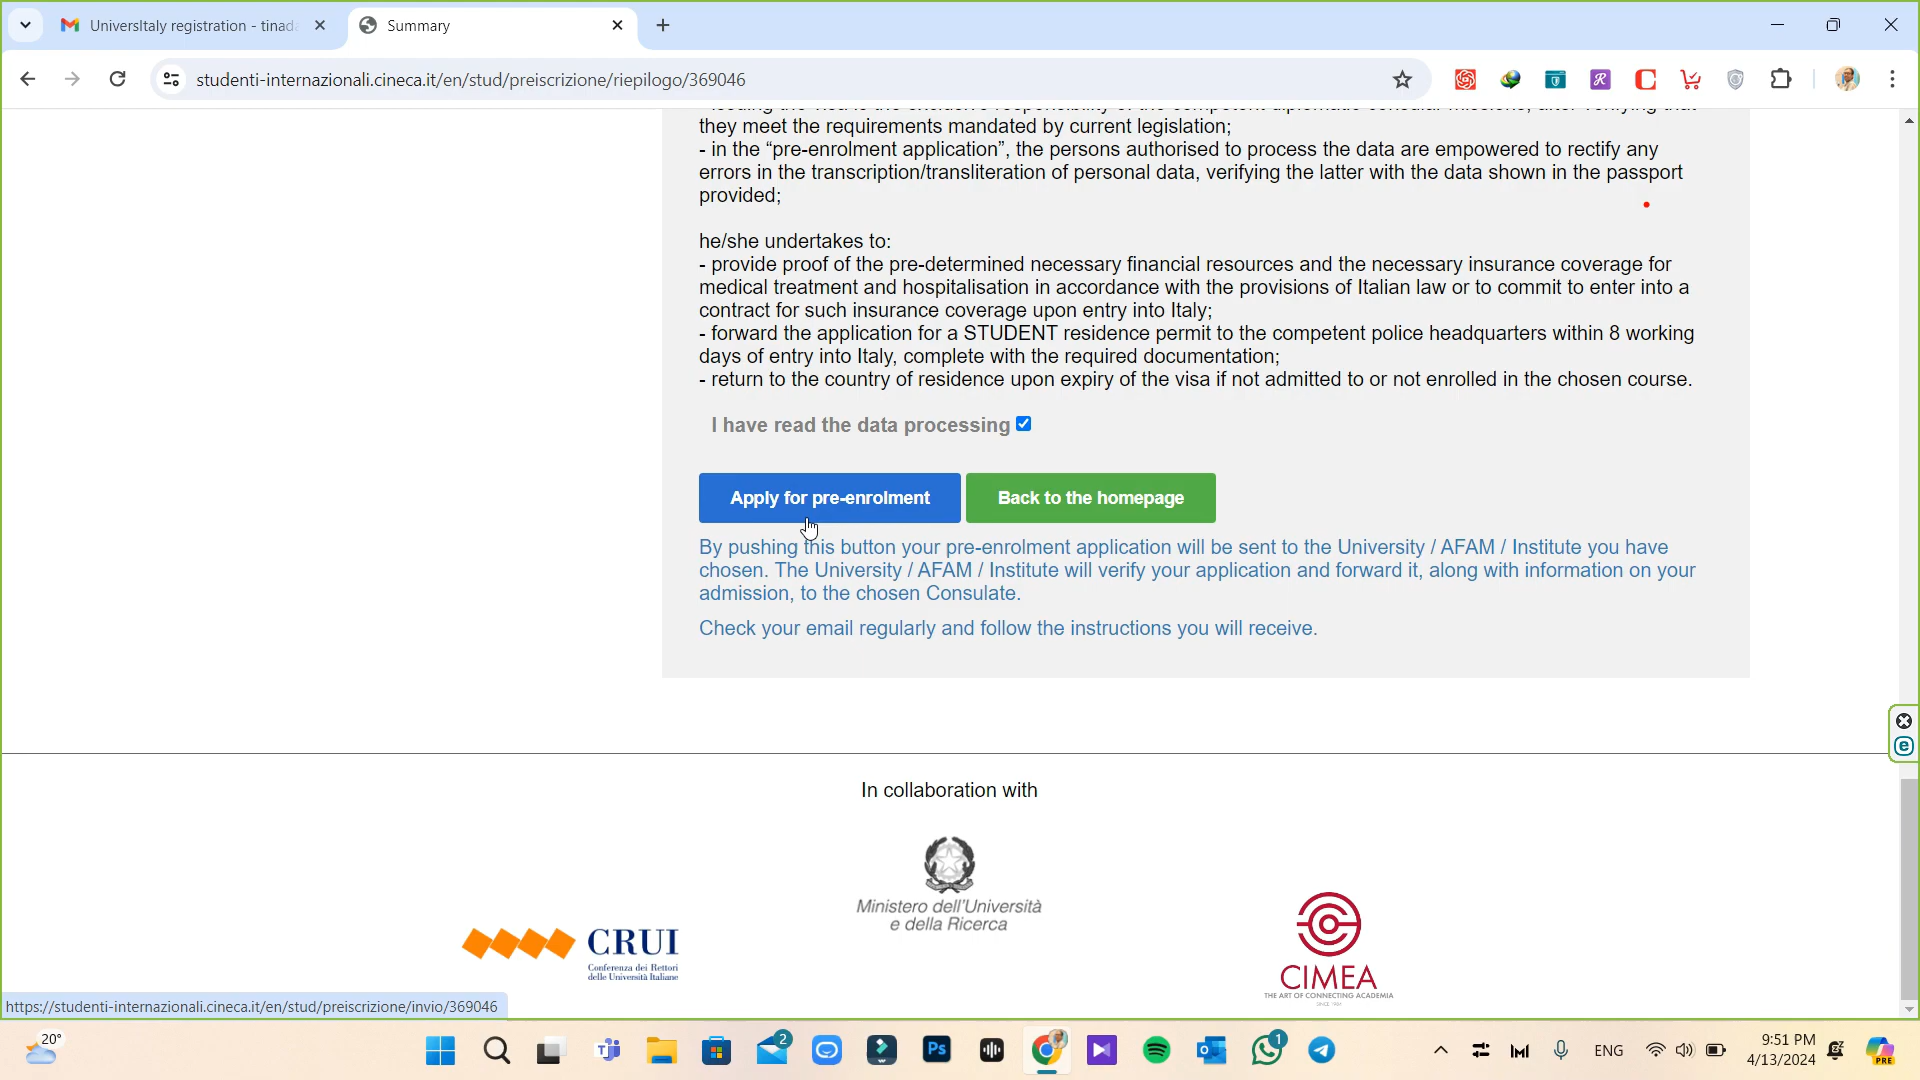 UniversItaly registration - tinada
Summary
studenti-internazionali.cineca.it/en/stud/preiscrizione/riepilogo/369046
they meet the requirements mandated by current legislation;
- in the “pre-enrolment application”, the persons authorised to process the data are empowered to rectify any
errors in the transcription/transliteration of personal data, verifying the latter with the data shown in the passport
provided;
he/she undertakes to:
- provide proof of the pre-determined necessary financial resources and the necessary insurance coverage for
medical treatment and hospitalisation in accordance with the provisions of Italian law or to commit to enter into a
contract for such insurance coverage upon entry into Italy;
- forward the application for a STUDENT residence permit to the competent police headquarters within 8 working
days of entry into Italy, complete with the required documentation;
- return to the country of residence upon expiry of the visa if not admitted to or not enrolled in the chosen course.
I have read the data processing
Apply for pre-enrolment
Back to the homepage
By pushing this button your pre-enrolment application will be sent to the University / AFAM / Institute you have
chosen. The University / AFAM / Institute will verify your application and forward it, along with information on your
admission, to the chosen Consulate.
Check your email regularly and follow the instructions you will receive.
In collaboration with
Ministero dell'Università
e della Ricerca
CRUI
Conferenza dei Rettori
delle Università Italiane
CIMEA
THE ART OF CONNECTING ACADEMIA
https://studenti-internazionali.cineca.it/en/stud/preiscrizione/invio/369046
20°
2
Ps
1
ENG
9:51 PM
4/13/2024
PRE